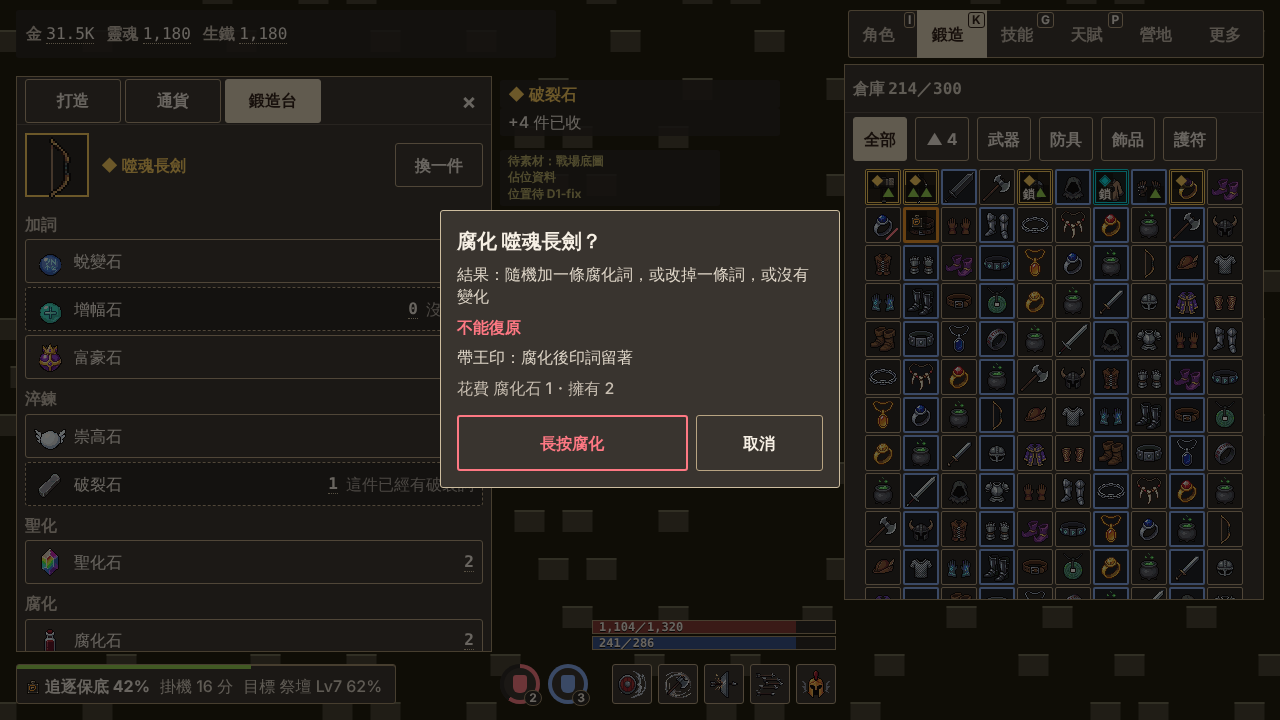 金 31.5K 靈魂 1,180 生鐵 1,180
角色 I
鍛造 K
技能 G
天賦 P
營地
更多
打造
通貨
鍛造台
×
◆ 噬魂長劍
換一件
加詞
蛻變石
增幅石 0
富豪石
淬鍊
崇高石
破裂石 1 這件已經有破裂詞
聖化
聖化石 2
腐化
腐化石 2
◆ 破裂石
+4 件已收
待素材：戰場底圖
佔位資料
位置待 D1-fix
腐化 噬魂長劍？
結果：隨機加一條腐化詞，或改掉一條詞，或沒有
變化
不能復原
帶王印：腐化後印詞留著
花費 腐化石 1・擁有 2
長按腐化
取消
倉庫 214／300
全部
▲ 4
武器
防具
飾品
護符
鎖
鎖
1,104／1,320
241／286
2
3
追逐保底 42% 掛機 16 分 目標 祭壇 Lv7 62%